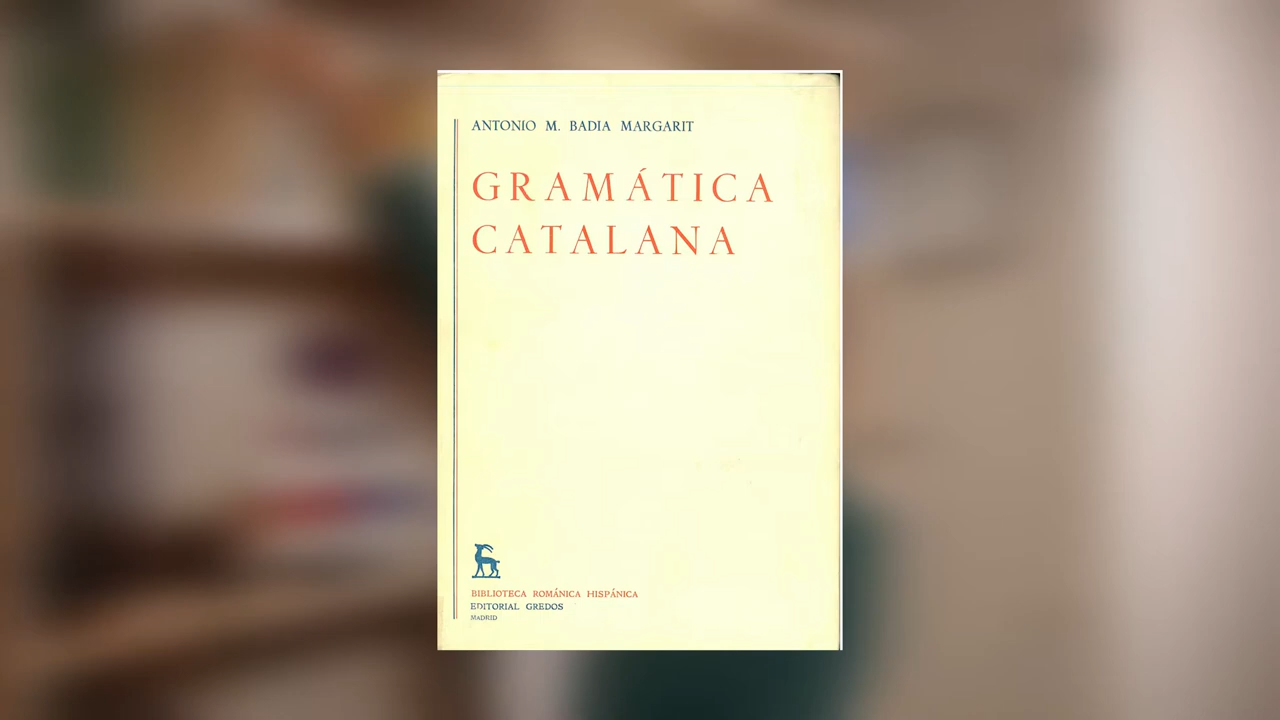 ANTONIO M. BADIA MARGARIT
GRAMÁTICA
CATALANA
BIBLIOTECA ROMÁNICA HISPÁNICA
EDITORIAL GREDOS
MADRID